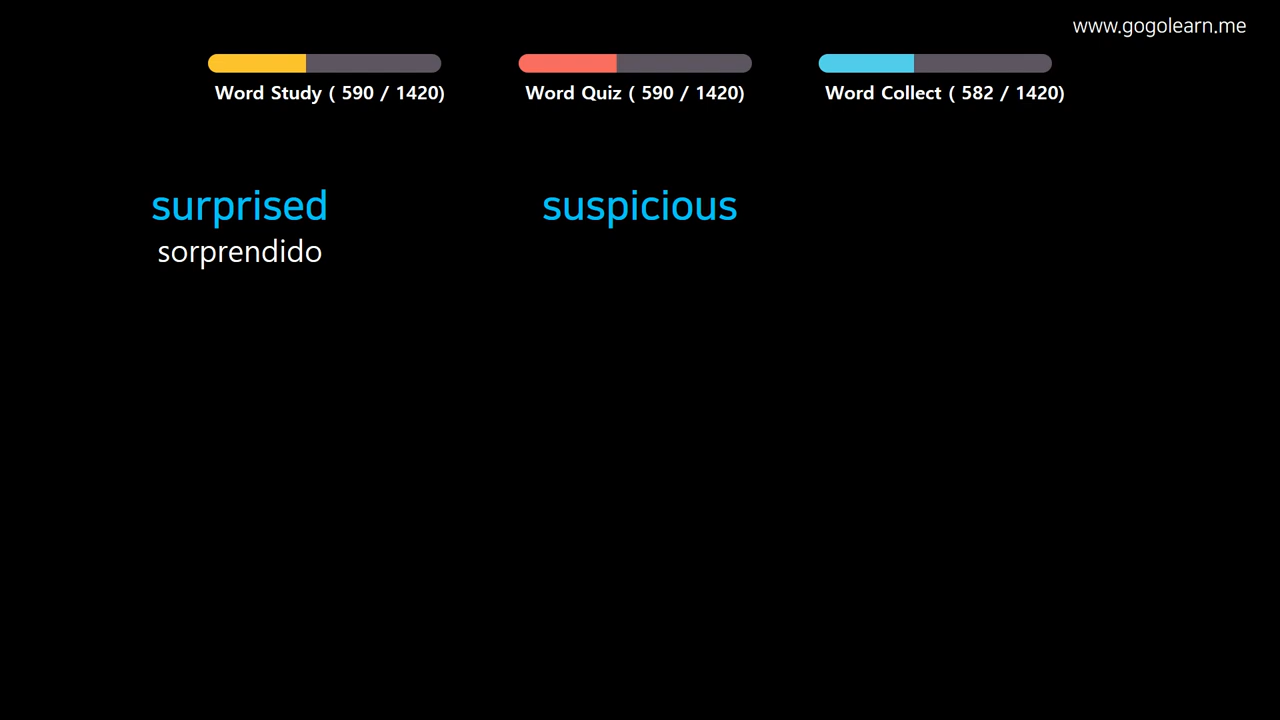 www.gogolearn.me
Word Study ( 590 / 1420)
Word Quiz ( 590 / 1420)
Word Collect ( 582 / 1420)
surprised
sorprendido
suspicious